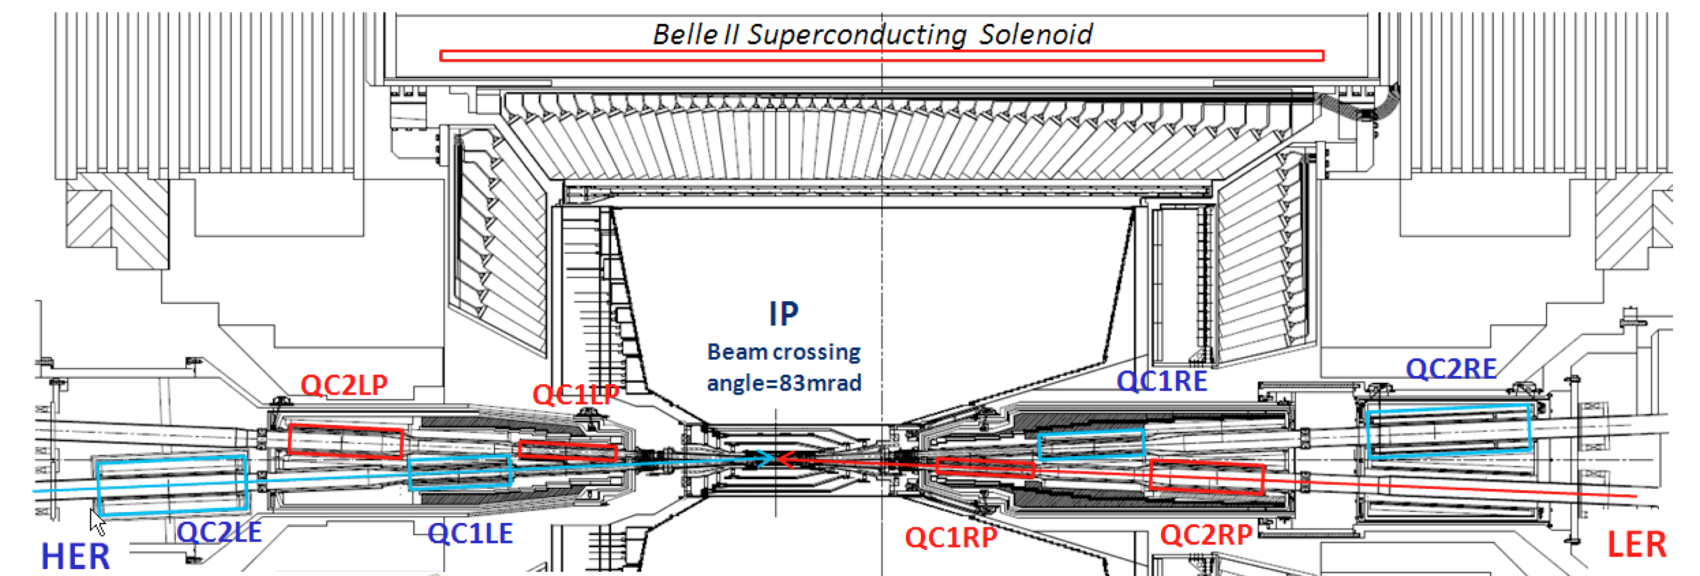 Belle II Superconducting Solenoid
IP
Beam crossing
angle=83mrad
QC2LP
QC1LP
QC1RE
QC2RE
QC2LE
QC1LE
QC1RP
QC2RP
HER
LER